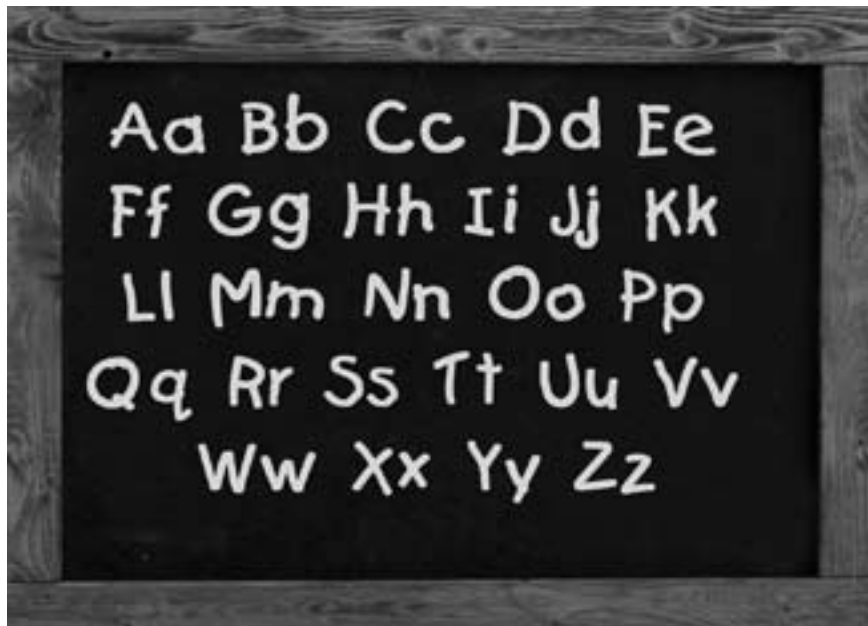 Aa Bb Cc Dd Ee
Ff Gg Hh Ii Jj Kk
Ll Mm Nn Oo Pp
Qq Rr Ss Tt Uu Vv
Ww Xx Yy Zz